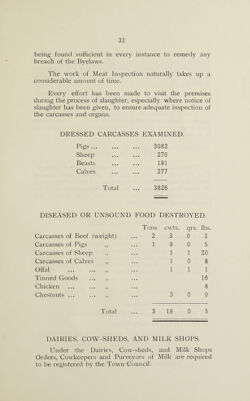 31
being found sufficient in every instance to remedy any
breach of the Byelaws.
The work of Meat Inspection naturally takes up a
considerable amount of time.
Every effort has been made to visit the premises
during the process of slaughter, especially where notice of
slaughter has been given, to ensure adequate inspection of
the carcasses and organs.
DRESSED CARCASSES EXAMINED.
Pigs ... ... ... 3082
Sheep ... ... 276
Beasts ... ... 191
Calves ... ... 277
Total ... 3826
DISEASED OR UNSOUND FOOD DESTROYED.
Tons cwts. qrs. lbs.
Carcasses of Beef (weight) ... 2 3 0 3
Carcasses of Pigs ,, ... 1 9 0 5
Carcasses of Sheep ,, ... 1 1 20
Carcasses of Calves ,, ... 1 0 8
Offal ... ... ,, ... 1 1 1
Tinned Goods ... ,, ... 16
Chicken ... ... ,, ... 8
Chestnuts ... ... ,, ... 3 0 0
Total ... 3 19 0 5
DAIRIES, COW-SHEDS, AND MILK SHOPS.
Under the Dairies, Cow-sheds, and Milk Shops
Orders, Cowkeepers and Purveyors of Milk are required
to be registered by the Town Council.